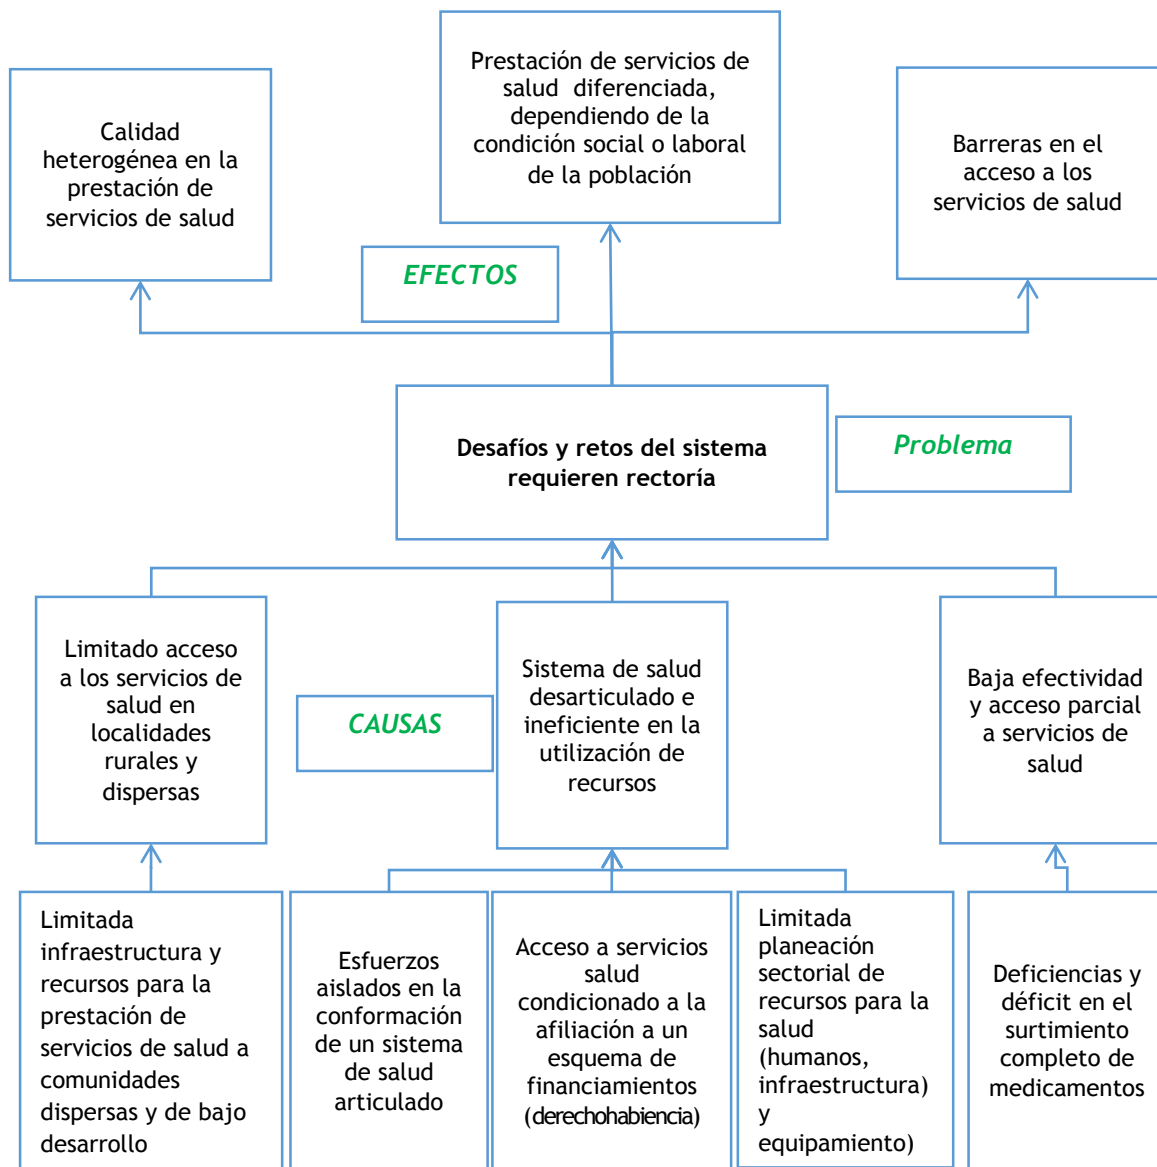 Prestación de servicios de
salud diferenciada,
dependiendo de la
condición social o laboral
de la población
Calidad
heterogénea en la
prestación de
servicios de salud
Barreras en el
acceso a los
servicios de salud
EFECTOS
Desafíos y retos del sistema
requieren rectoría
Problema
Limitado acceso
a los servicios de
salud en
localidades
rurales y
dispersas
CAUSAS
Sistema de salud
desarticulado e
ineficiente en la
utilización de
recursos
Baja efectividad
y acceso parcial
a servicios de
salud
Limitada
infraestructura y
recursos para la
prestación de
servicios de salud a
comunidades
dispersas y de bajo
desarrollo
Esfuerzos
aislados en la
conformación
de un sistema
de salud
articulado
Acceso a servicios
salud
condicionado a la
afiliación a un
esquema de
financiamientos
(derechohabiencia)
Limitada
planeación
sectorial de
recursos para la
salud
(humanos,
infraestructura)
y
equipamiento)
Deficiencias y
déficit en el
surtimiento
completo de
medicamentos